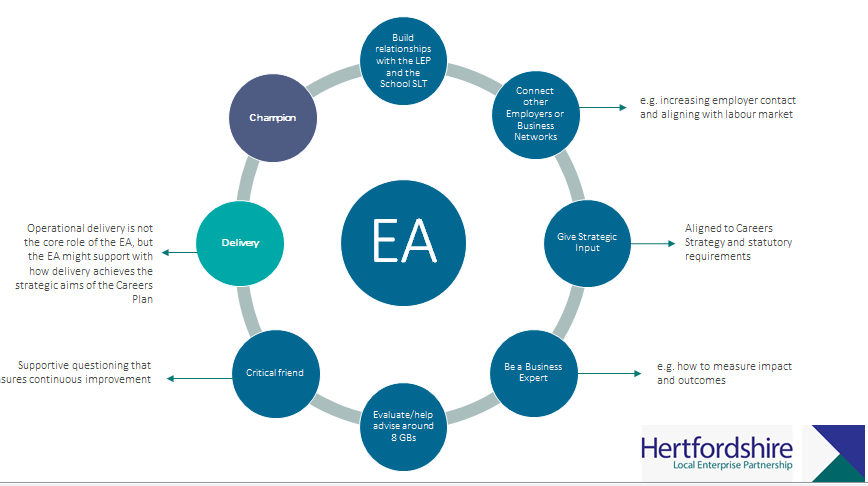 Build
relationships
with the LEP
and the
School SLT
Connect
other
Employers or
Business
Networks
e.g. increasing employer contact
and aligning with labour market
Give Strategic
Input
Aligned to Careers
Strategy and statutory
requirements
Be a Business
Expert
e.g. how to measure impact
and outcomes
Evaluate/help
advise around
8 GBs
Critical friend
Supportive questioning that
sures continuous improvement
Delivery
Operational delivery is not
the core role of the EA, but
the EA might support with
how delivery achieves the
strategic aims of the Careers
Plan
Champion
EA
Hertfordshire
Local Enterprise Partnership